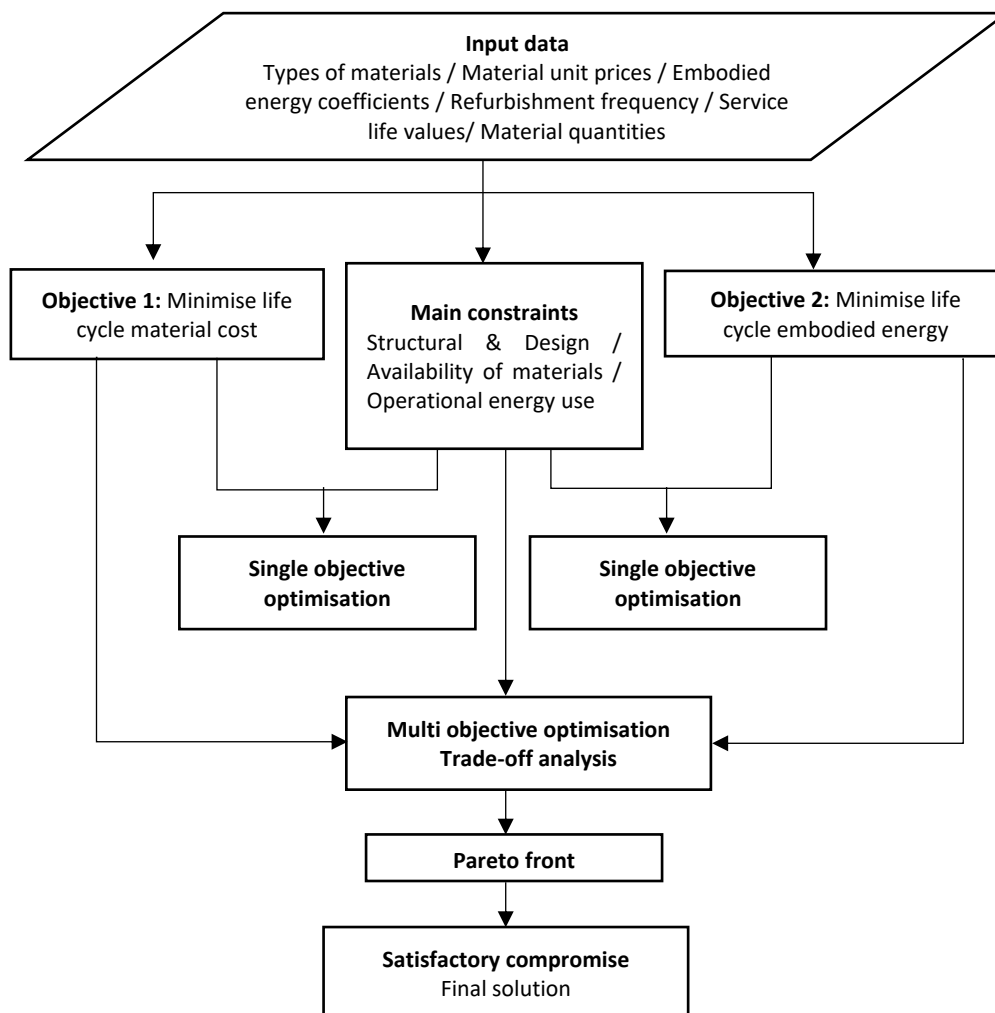 Input data
Types of materials / Material unit prices / Embodied
energy coefficients / Refurbishment frequency / Service
life values/ Material quantities
Objective 1: Minimise life
cycle material cost
Main constraints
Structural & Design /
Availability of materials /
Operational energy use
Objective 2: Minimise life
cycle embodied energy
Single objective
optimisation
Single objective
optimisation
Multi objective optimisation
Trade-off analysis
Pareto front
Satisfactory compromise
Final solution